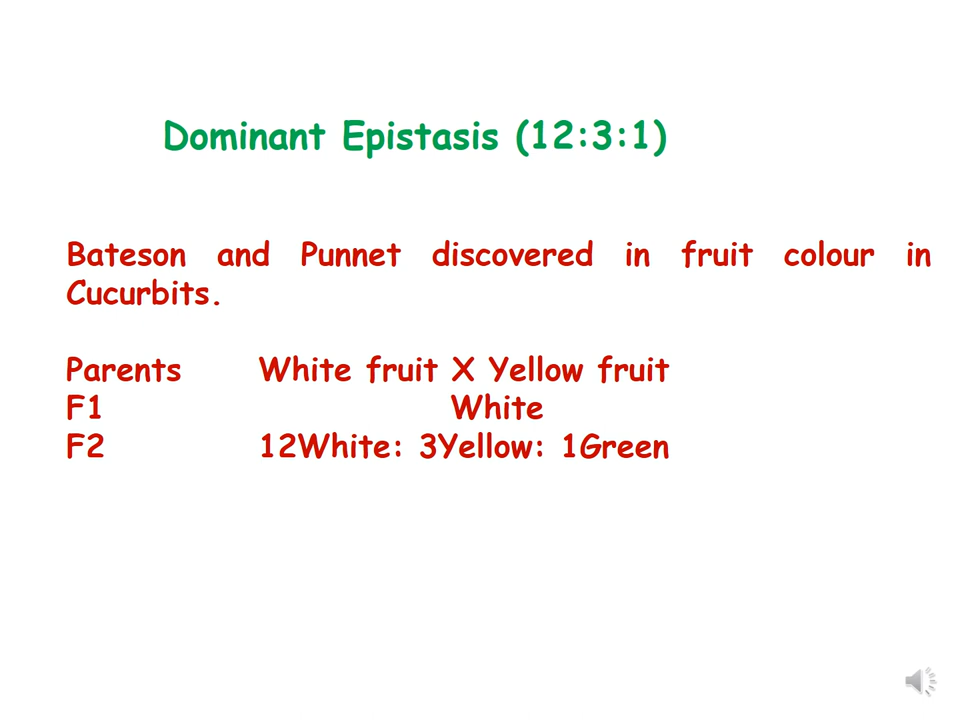 Dominant Epistasis (12:3:1)
Bateson and Punnet discovered in fruit colour in
Cucurbits.
Parents White fruit X Yellow fruit
F1 White
F2 12White: 3Yellow: 1Green